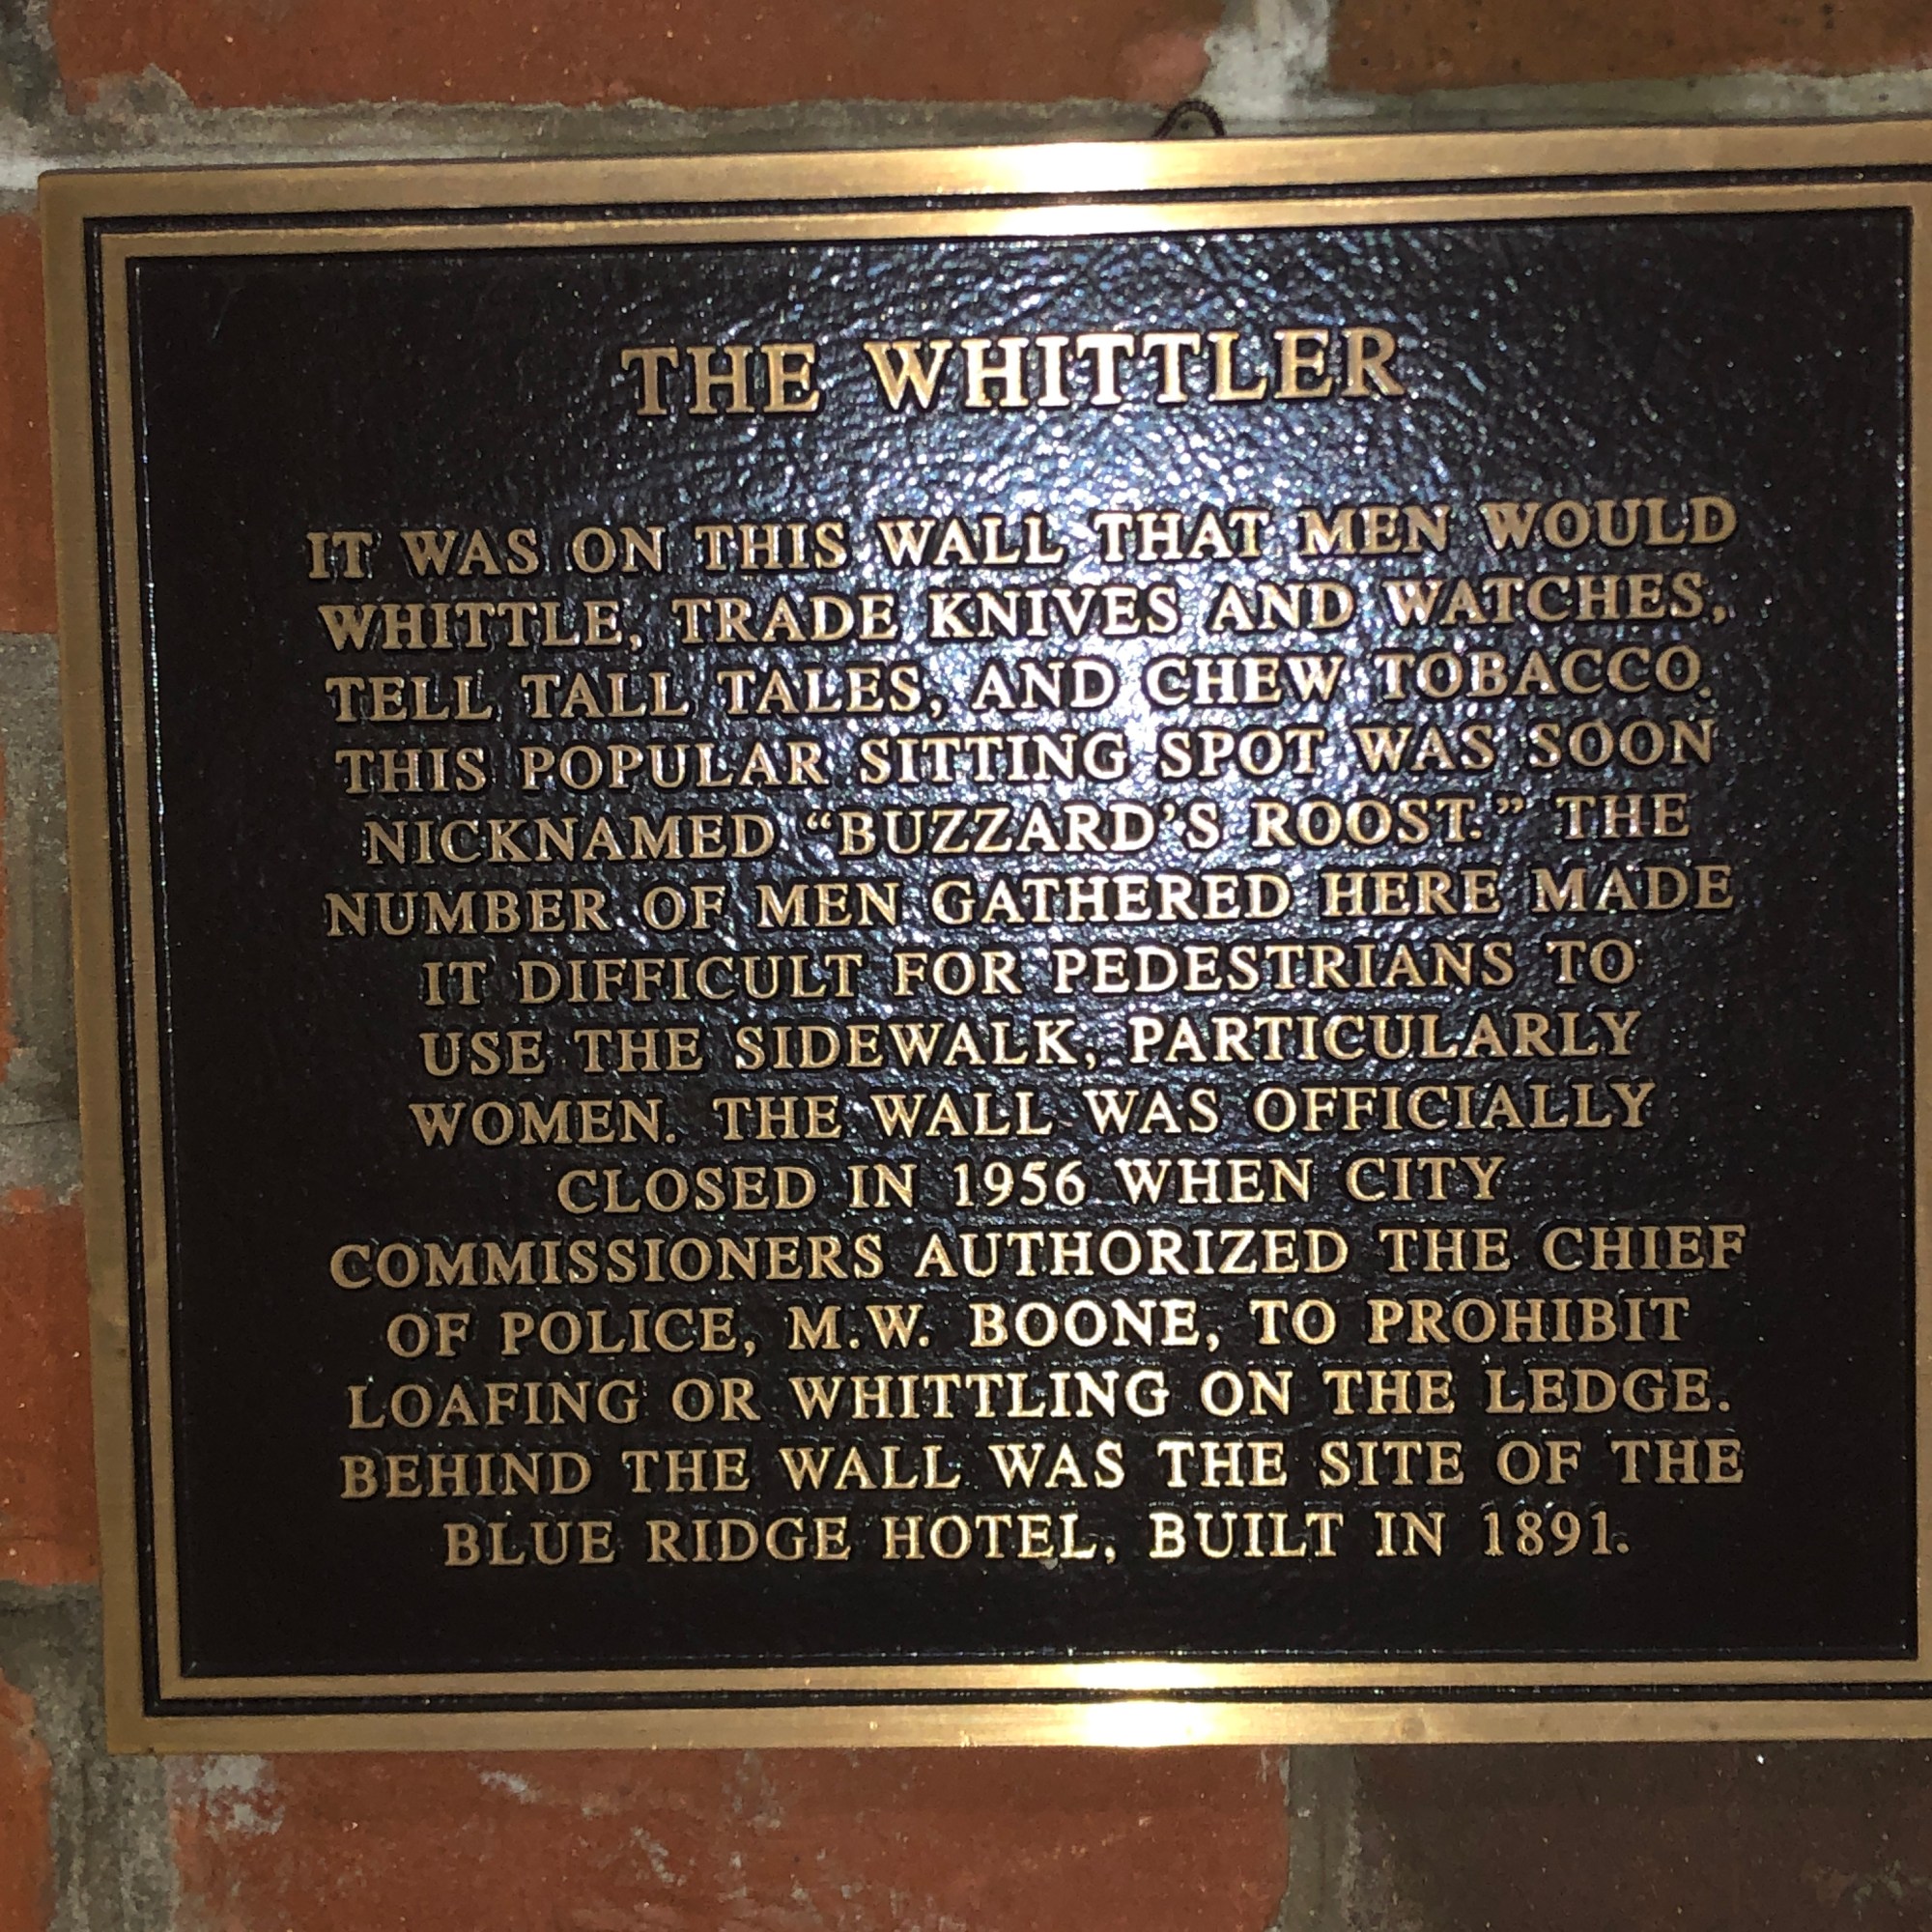 THE WHITTLER
IT WAS ON THIS WALL THAT MEN WOULD
WHITTLE, TRADE KNIVES AND WATCHES,
TELL TALL TALES, AND CHEW TOBACCO.
THIS POPULAR SITTING SPOT WAS SOON
NICKNAMED “BUZZARD’S ROOST.” THE
NUMBER OF MEN GATHERED HERE MADE
IT DIFFICULT FOR PEDESTRIANS TO
USE THE SIDEWALK, PARTICULARLY
WOMEN. THE WALL WAS OFFICIALLY
CLOSED IN 1956 WHEN CITY
COMMISSIONERS AUTHORIZED THE CHIEF
OF POLICE, M.W. BOONE, TO PROHIBIT
LOAFING OR WHITTLING ON THE LEDGE.
BEHIND THE WALL WAS THE SITE OF THE
BLUE RIDGE HOTEL, BUILT IN 1891.